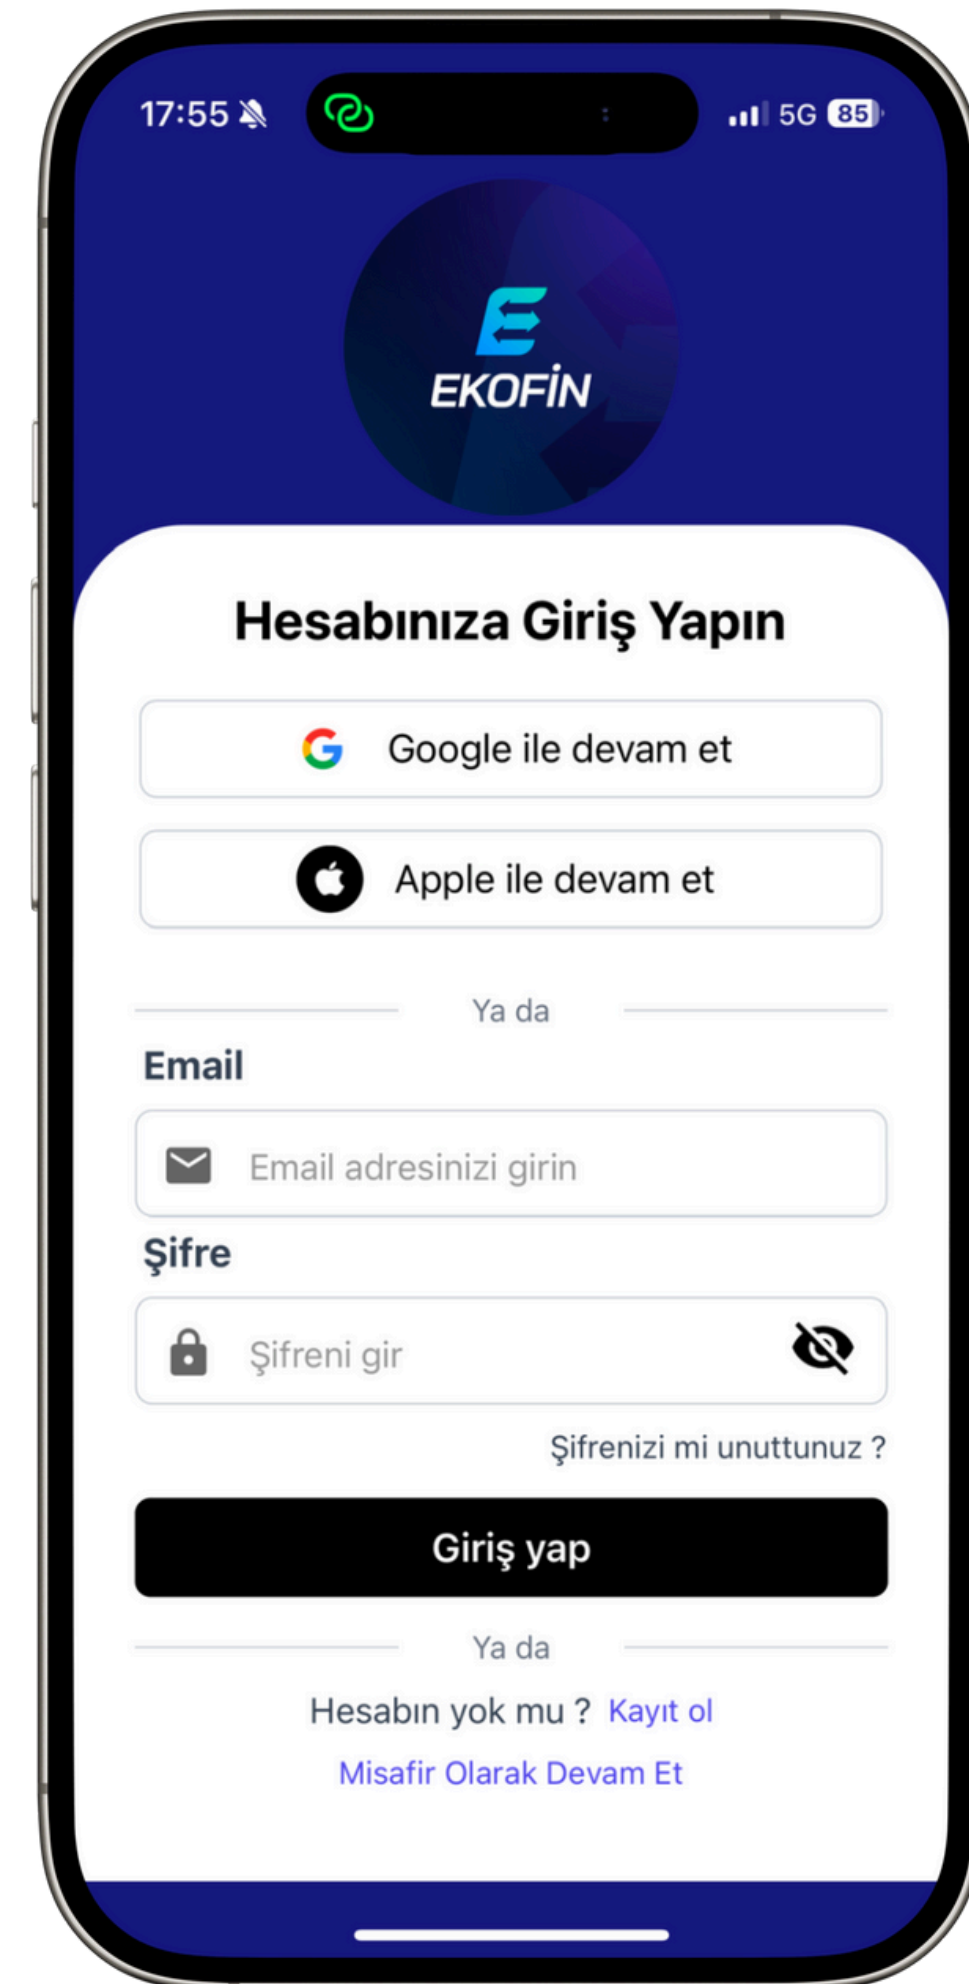 17:55
5G 85
EKOFİN
Hesabınıza Giriş Yapın
Google ile devam et
Apple ile devam et
Ya da
Email
Email adresinizi girin
Şifre
Şifreni gir
Şifrenizi mi unuttunuz ?
Giriş yap
Ya da
Hesabın yok mu ? Kayıt ol
Misafir Olarak Devam Et